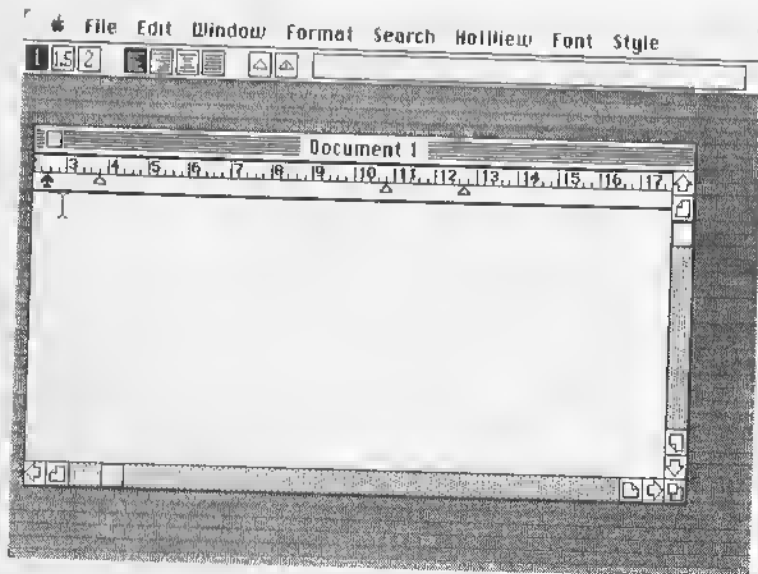 File Edit Window Format Search HotView Font Style
1 1.5 2
Document 1
3 4 5 6 7 8 9 10 11 12 13 14 15 16 17